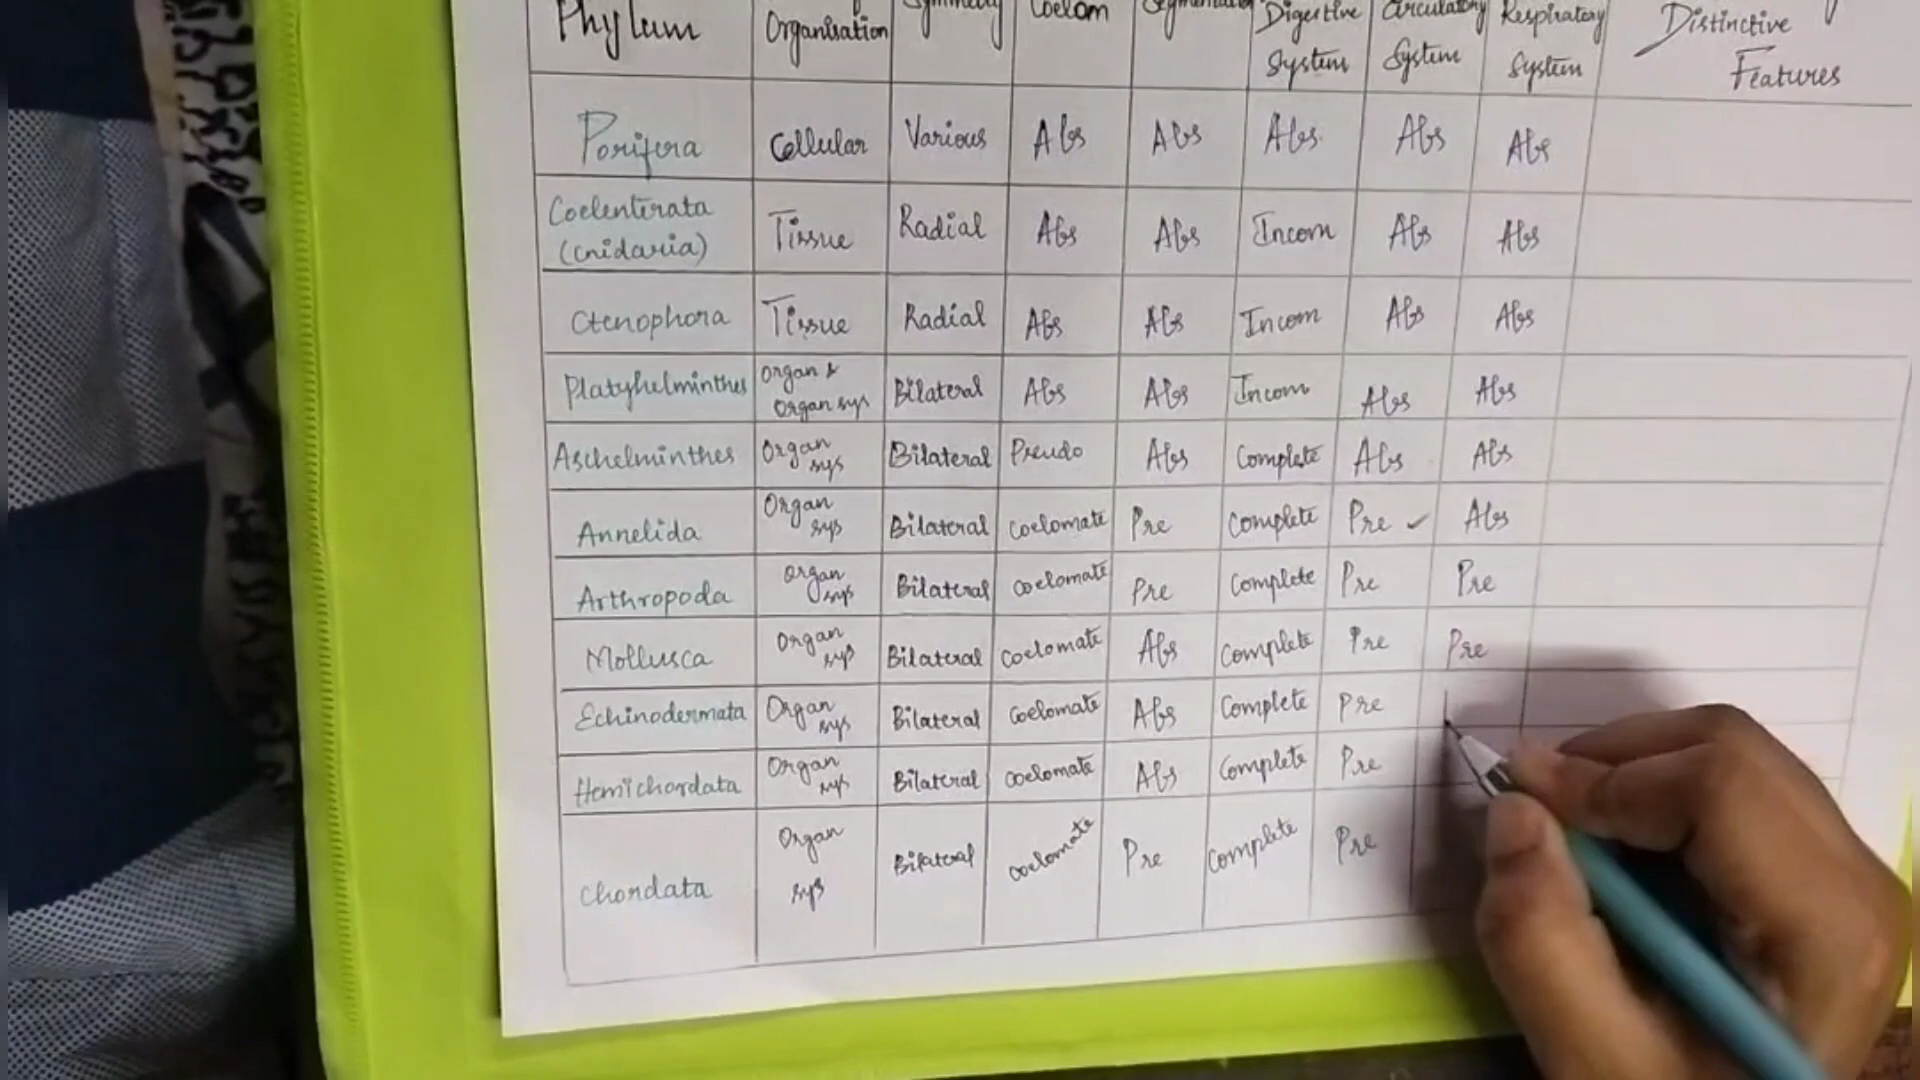 Phylum Organisation Symmetry Coelom Segmentation Digestive System Circulatory System Respiratory System Distinctive Features
Porifera Cellular Various Abs Abs Abs. Abs Abs
Coelenterata (Cnidaria) Tissue Radial Abs Abs Incom Abs Abs
Ctenophora Tissue Radial Abs Abs Incom Abs Abs
Platyhelminthes Organ & Organ sys Bilateral Abs Abs Incom Abs Abs
Aschelminthes Organ sys Bilateral Pseudo Abs Complete Abs Abs
Annelida Organ sys Bilateral Coelomate Pre Complete Pre ✓ Abs
Arthropoda Organ sys Bilateral Coelomate Pre Complete Pre Pre
Mollusca Organ sys Bilateral Coelomate Abs Complete Pre Pre
Echinodermata Organ sys Bilateral Coelomate Abs Complete Pre
Hemichordata Organ sys Bilateral Coelomate Abs Complete Pre
Chordata Organ sys Bilateral Coelomate Pre Complete Pre